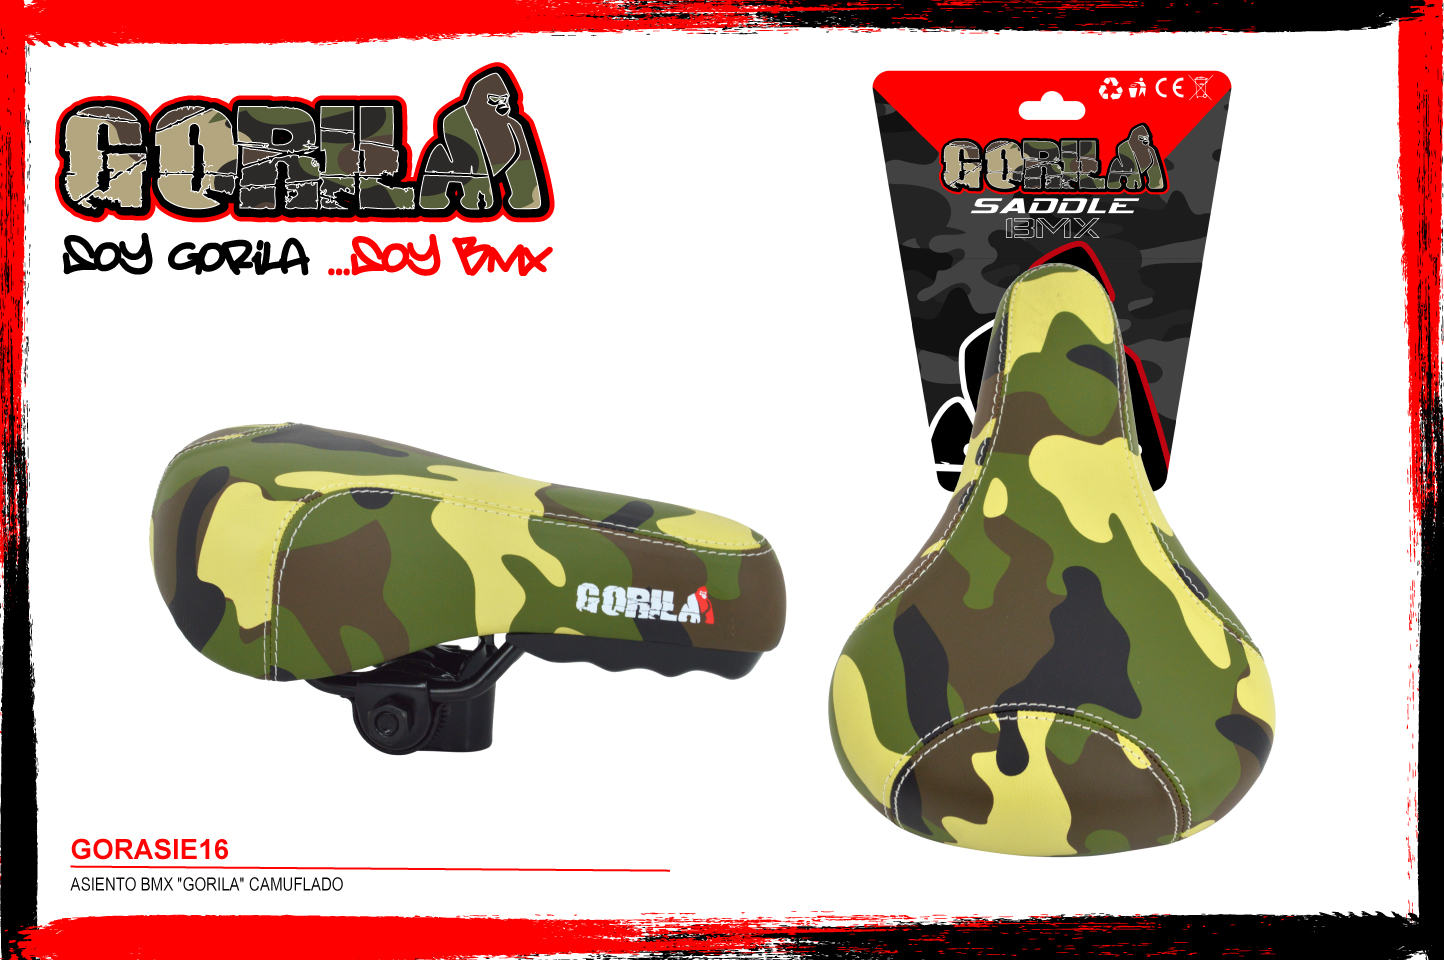 GORILA
SOY GORILA ...SOY BMX
GORILA
SADDLE
BMX
CE
GORILA
GORASIE16
ASIENTO BMX "GORILA" CAMUFLADO